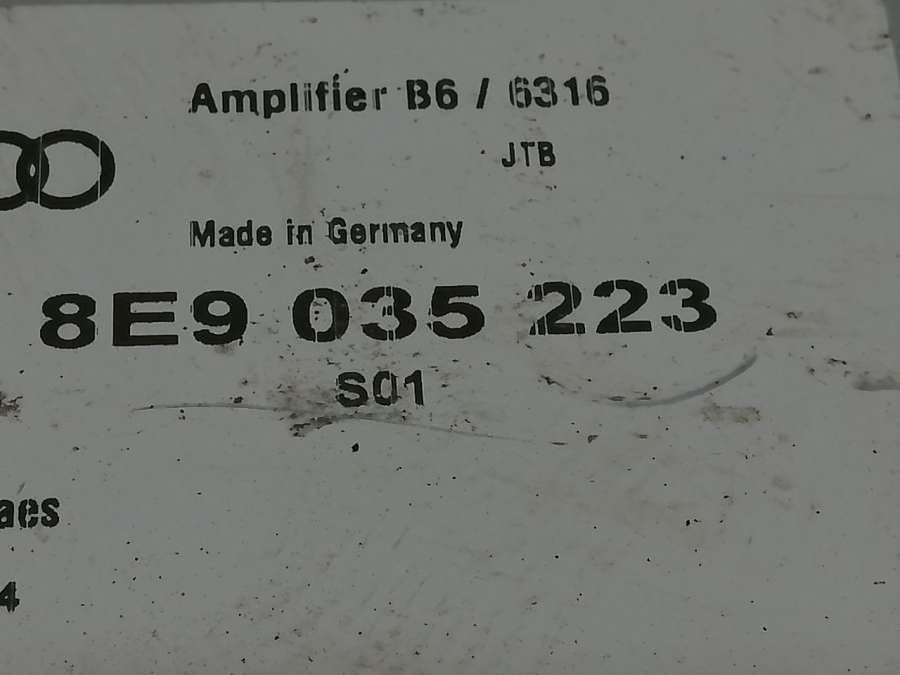 Amplifier B6 / 6316
JTB
Made in Germany
8E9 035 223
S01
aes
4